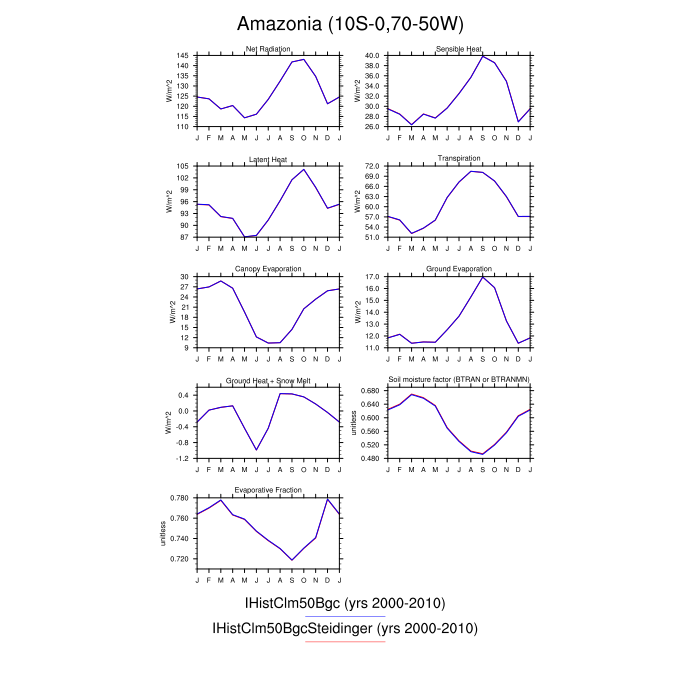 Amazonia (10S-0,70-50W)
Net Radiation
W/m^2
145
140
135
130
125
120
115
110
J F M A M J J A S O N D J
Sensible Heat
W/m^2
40.0
38.0
36.0
34.0
32.0
30.0
28.0
26.0
J F M A M J J A S O N D J
Latent Heat
W/m^2
105
102
99
96
93
90
87
J F M A M J J A S O N D J
Transpiration
W/m^2
72.0
69.0
66.0
63.0
60.0
57.0
54.0
51.0
J F M A M J J A S O N D J
Canopy Evaporation
W/m^2
30
27
24
21
18
15
12
9
J F M A M J J A S O N D J
Ground Evaporation
W/m^2
17.0
16.0
15.0
14.0
13.0
12.0
11.0
J F M A M J J A S O N D J
Ground Heat + Snow Melt
W/m^2
0.4
0.0
-0.4
-0.8
-1.2
J F M A M J J A S O N D J
Soil moisture factor (BTRAN or BTRANMN)
unitless
0.680
0.640
0.600
0.560
0.520
0.480
J F M A M J J A S O N D J
Evaporative Fraction
unitless
0.780
0.760
0.740
0.720
J F M A M J J A S O N D J
IHistClm50Bgc (yrs 2000-2010)
IHistClm50BgcSteidinger (yrs 2000-2010)